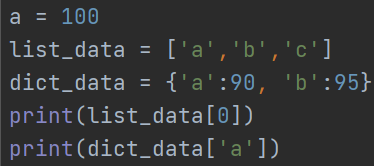 a = 100
list_data = ['a','b','c']
dict_data = {'a':90, 'b':95}
print(list_data[0])
print(dict_data['a'])